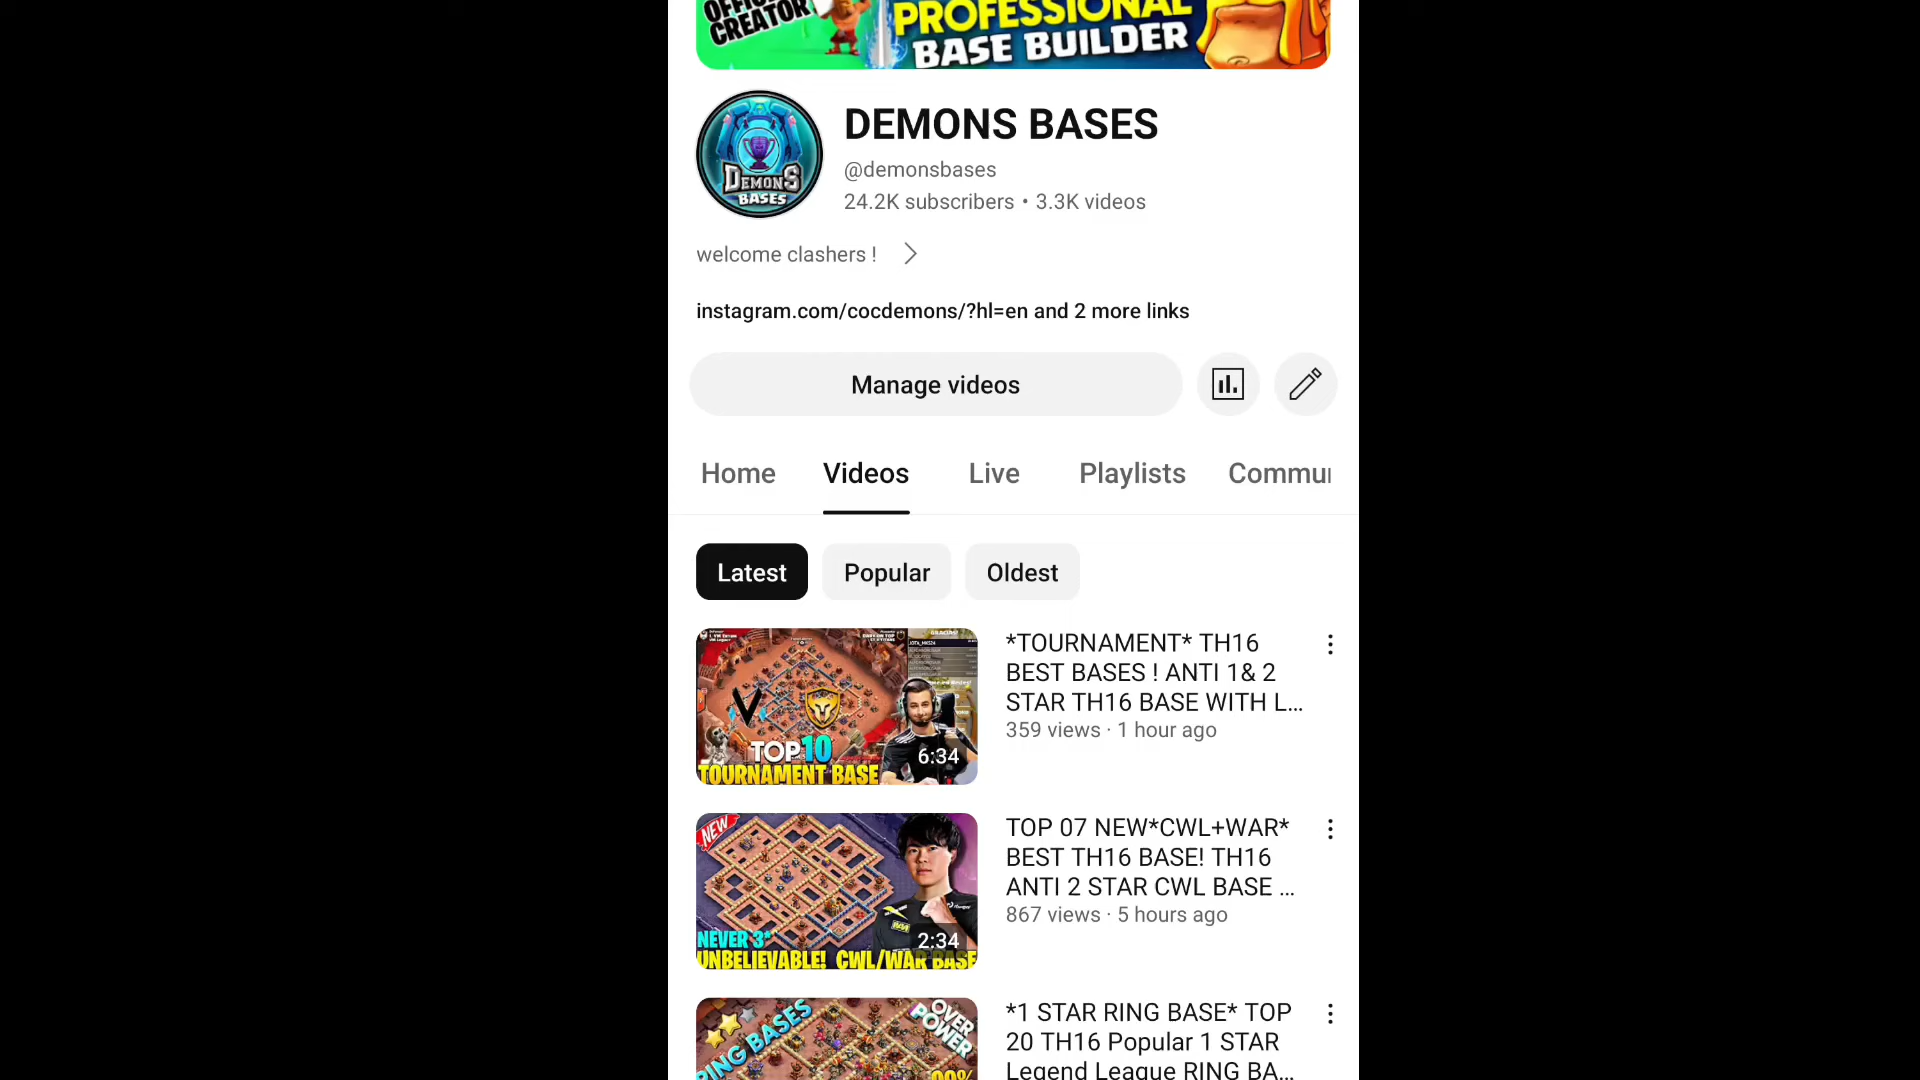 OFFICIAL
CREATOR
PROFESSIONAL
BASE BUILDER
DEMONS
BASES
DEMONS BASES
@demonsbases
24.2K subscribers • 3.3K videos
welcome clashers !
instagram.com/cocdemons/?hl=en and 2 more links
Manage videos
Home
Videos
Live
Playlists
Commu
Latest
Popular
Oldest
TOP10
TOURNAMENT BASE
6:34
*TOURNAMENT* TH16
BEST BASES ! ANTI 1& 2
STAR TH16 BASE WITH L...
359 views · 1 hour ago
NEW
NEVER 3*
UNBELIEVABLE! CWL/WAR BASE
2:34
TOP 07 NEW*CWL+WAR*
BEST TH16 BASE! TH16
ANTI 2 STAR CWL BASE ...
867 views · 5 hours ago
RING BASES
OVER
POWER
*1 STAR RING BASE* TOP
20 TH16 Popular 1 STAR
Legend League RING BA...